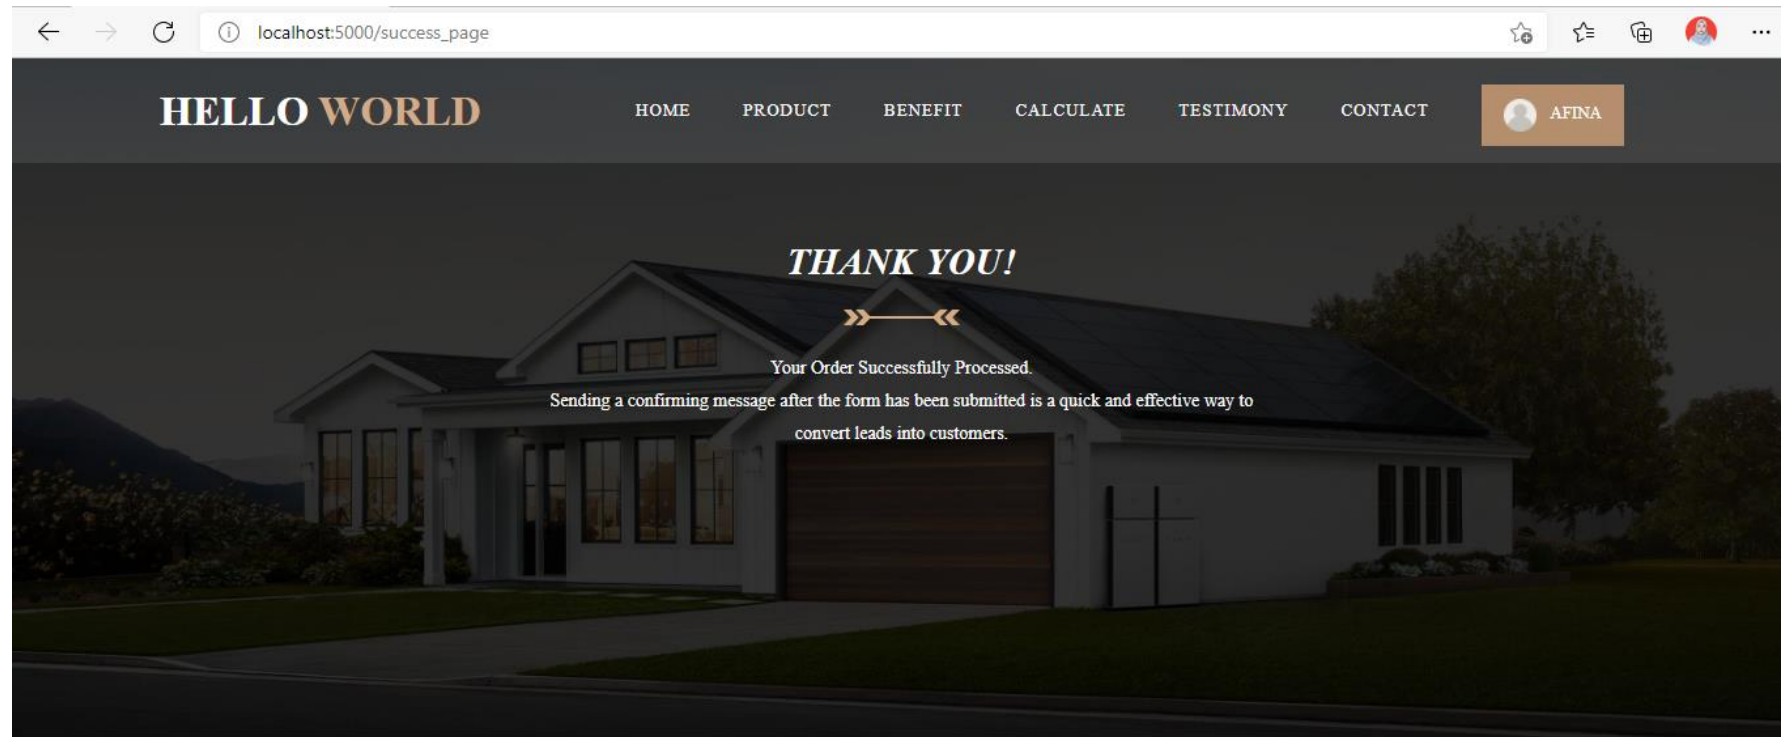 localhost:5000/success_page
HELLO WORLD HOME PRODUCT BENEFIT CALCULATE TESTIMONY CONTACT AFINA
THANK YOU!
Your Order Successfully Processed.
Sending a confirming message after the form has been submitted is a quick and effective way to
convert leads into customers.